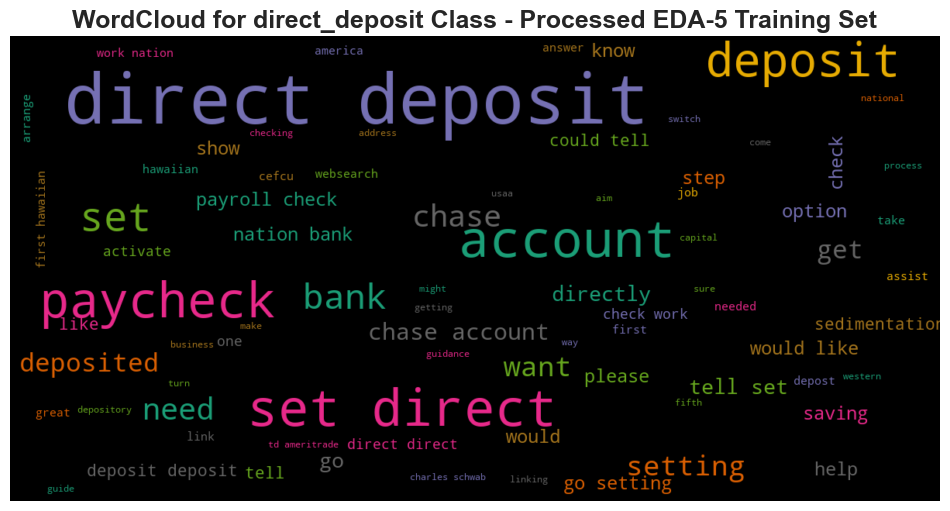 WordCloud for direct_deposit Class - Processed EDA-5 Training Set
work nation
america
answer
know
deposit
direct deposit
national
arrange
checking
address
switch
could tell
come
show
check
process
hawaiian
cefcu
websearch
step
job
first hawaiian
payroll check
usaa
aim
set
chase
option
take
nation bank
account
capital
get
activate
assist
paycheck
bank
might
directly
sure
getting
check work
needed
like
make
chase account
first
sedimentation
business
one
way
would like
deposited
guidance
want
please
turn
tell set
depost
western
great
depository
need
set direct
fifth
saving
link
td ameritrade
direct direct
would
deposit deposit
tell
go
charles schwab
linking
setting
go setting
help
guide